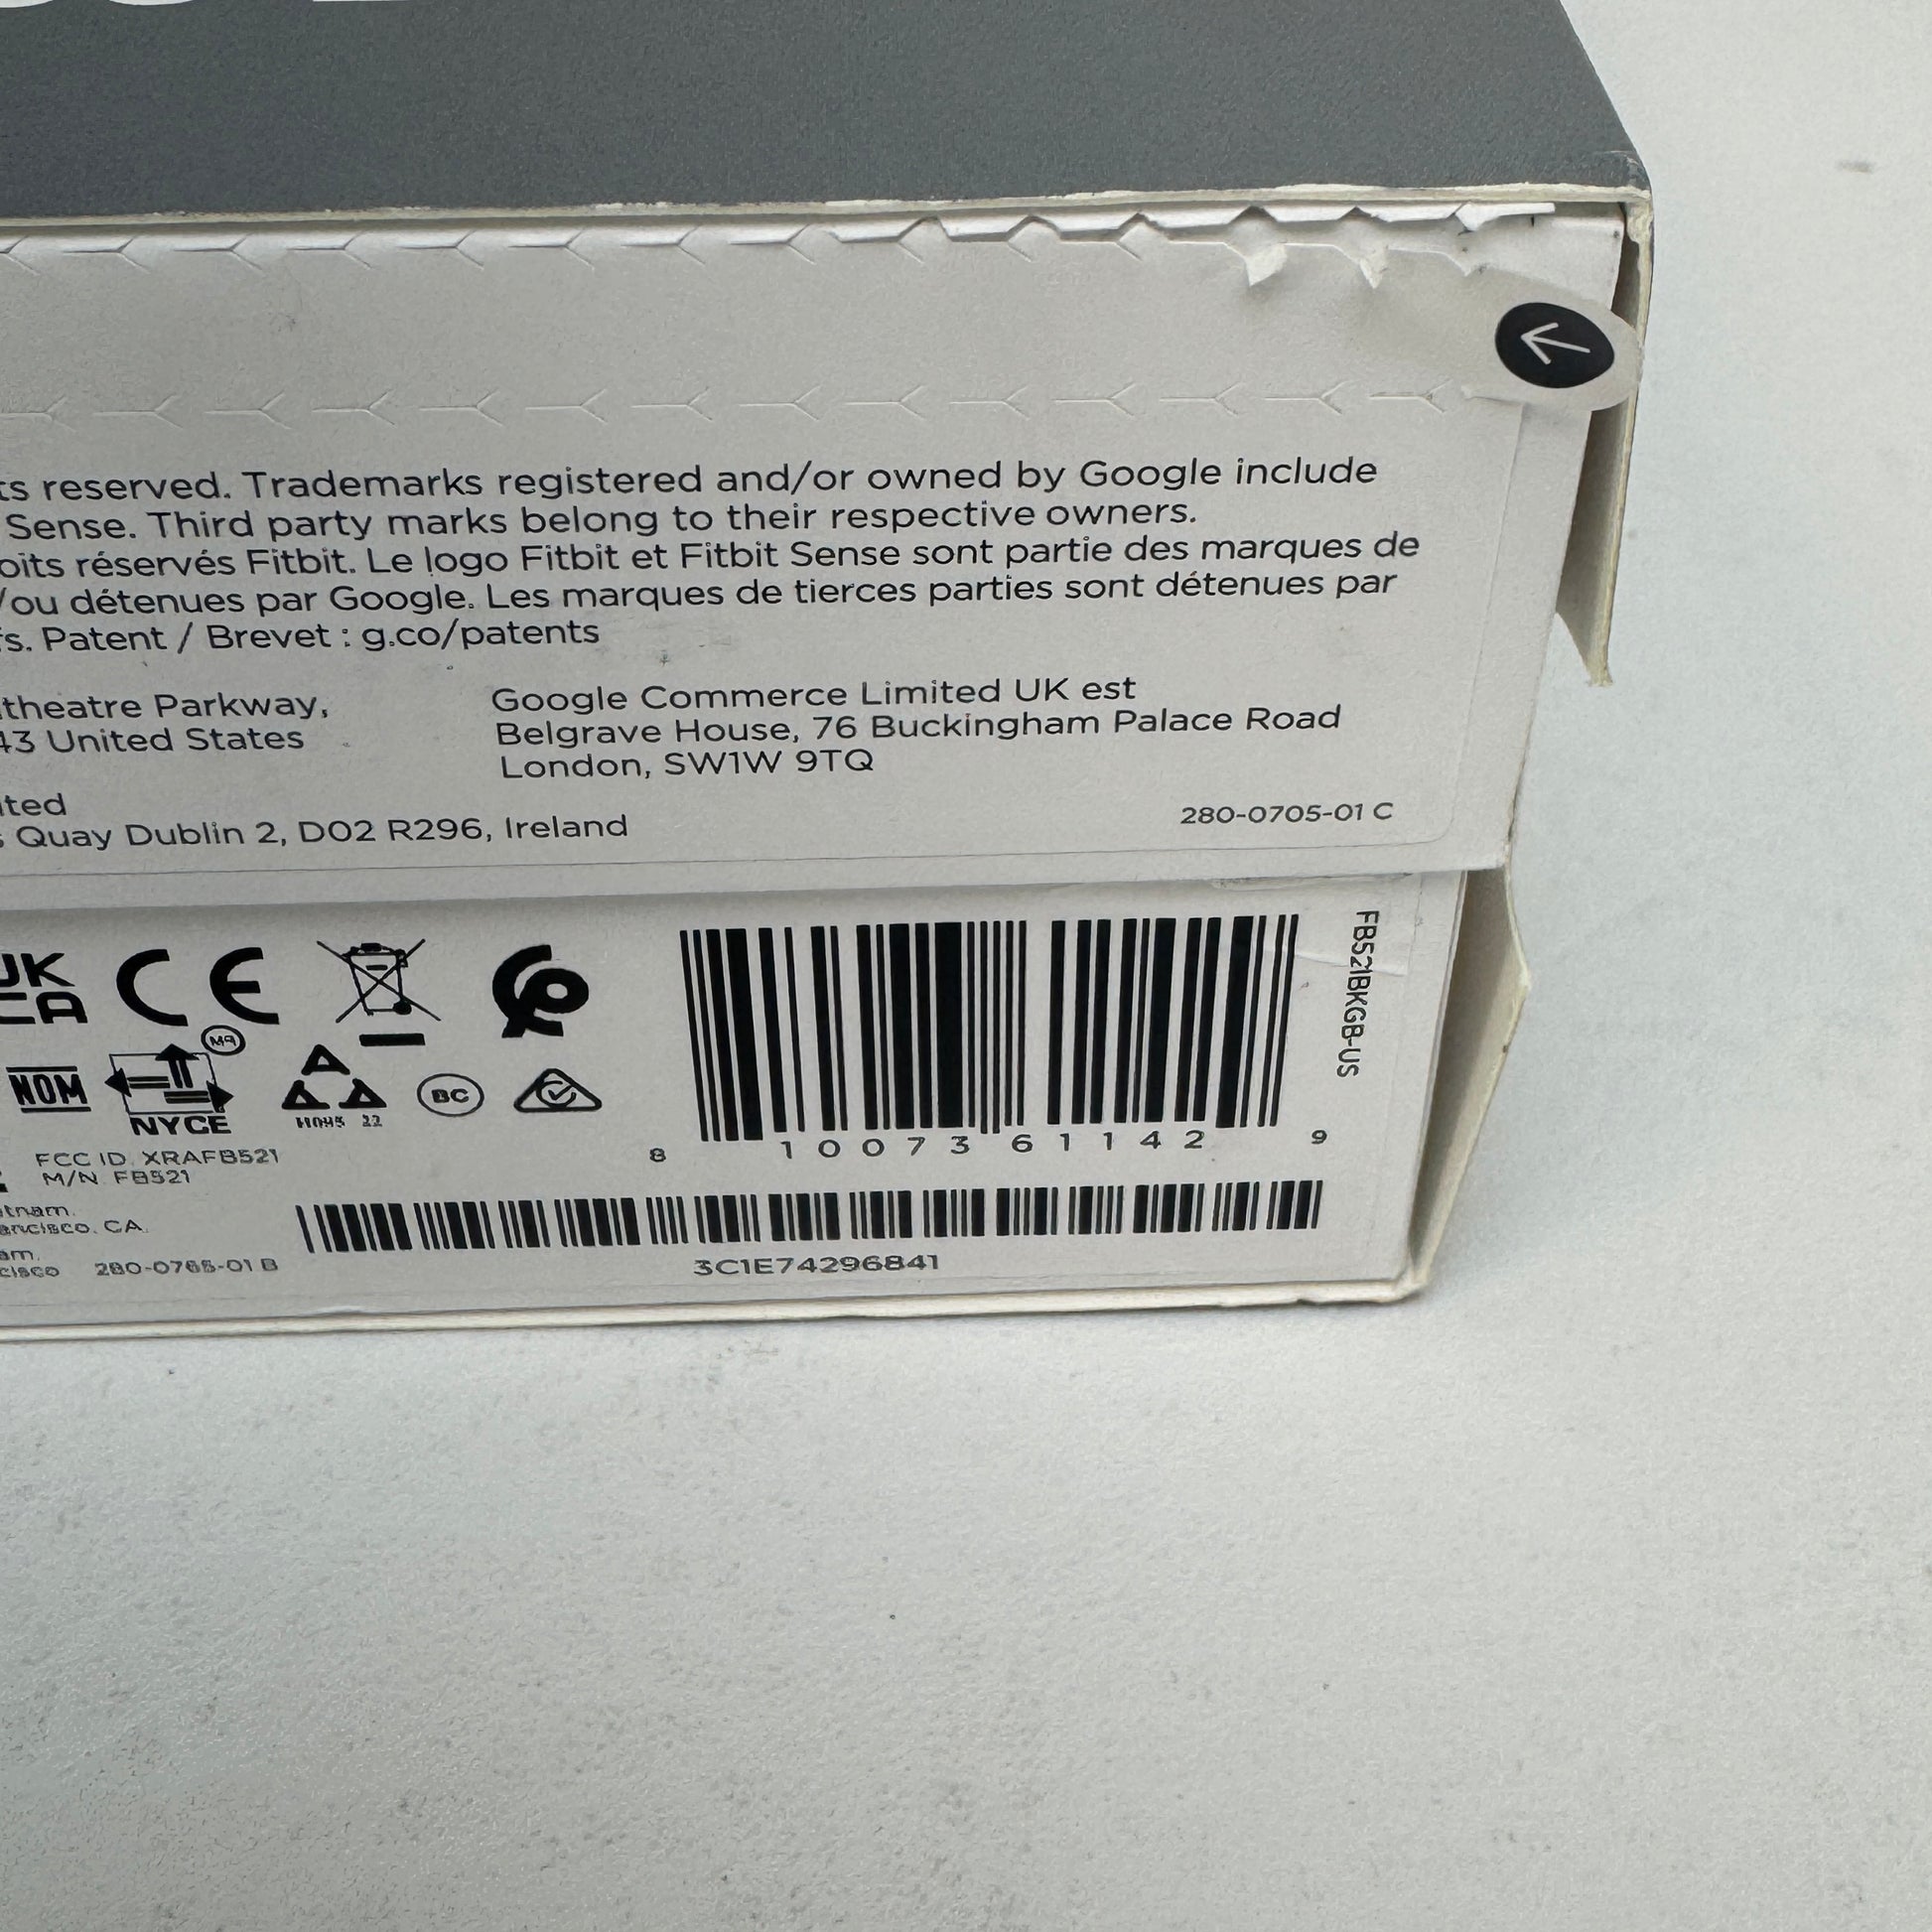 reserved. Trademarks registered and/or owned by Google include
Sense. Third party marks belong to their respective owners.
réservés Fitbit. Le logo Fitbit et Fitbit Sense sont partie des marques de
/ou détenues par Google. Les marques de tierces parties sont détenues par
Patent / Brevet : g.co/patents
theatre Parkway,
43 United States
Google Commerce Limited UK est
Belgrave House, 76 Buckingham Palace Road
London, SW1W 9TQ
Quay Dublin 2, D02 R296, Ireland
280-0705-01 C
UK
CA
CE
NOM
NYCE
BC
FCC ID XRAFB521
M/N FB521
CA
280-0765-01 B
FB521BKGB-US
8 10073 61142 9
3C1E74296841